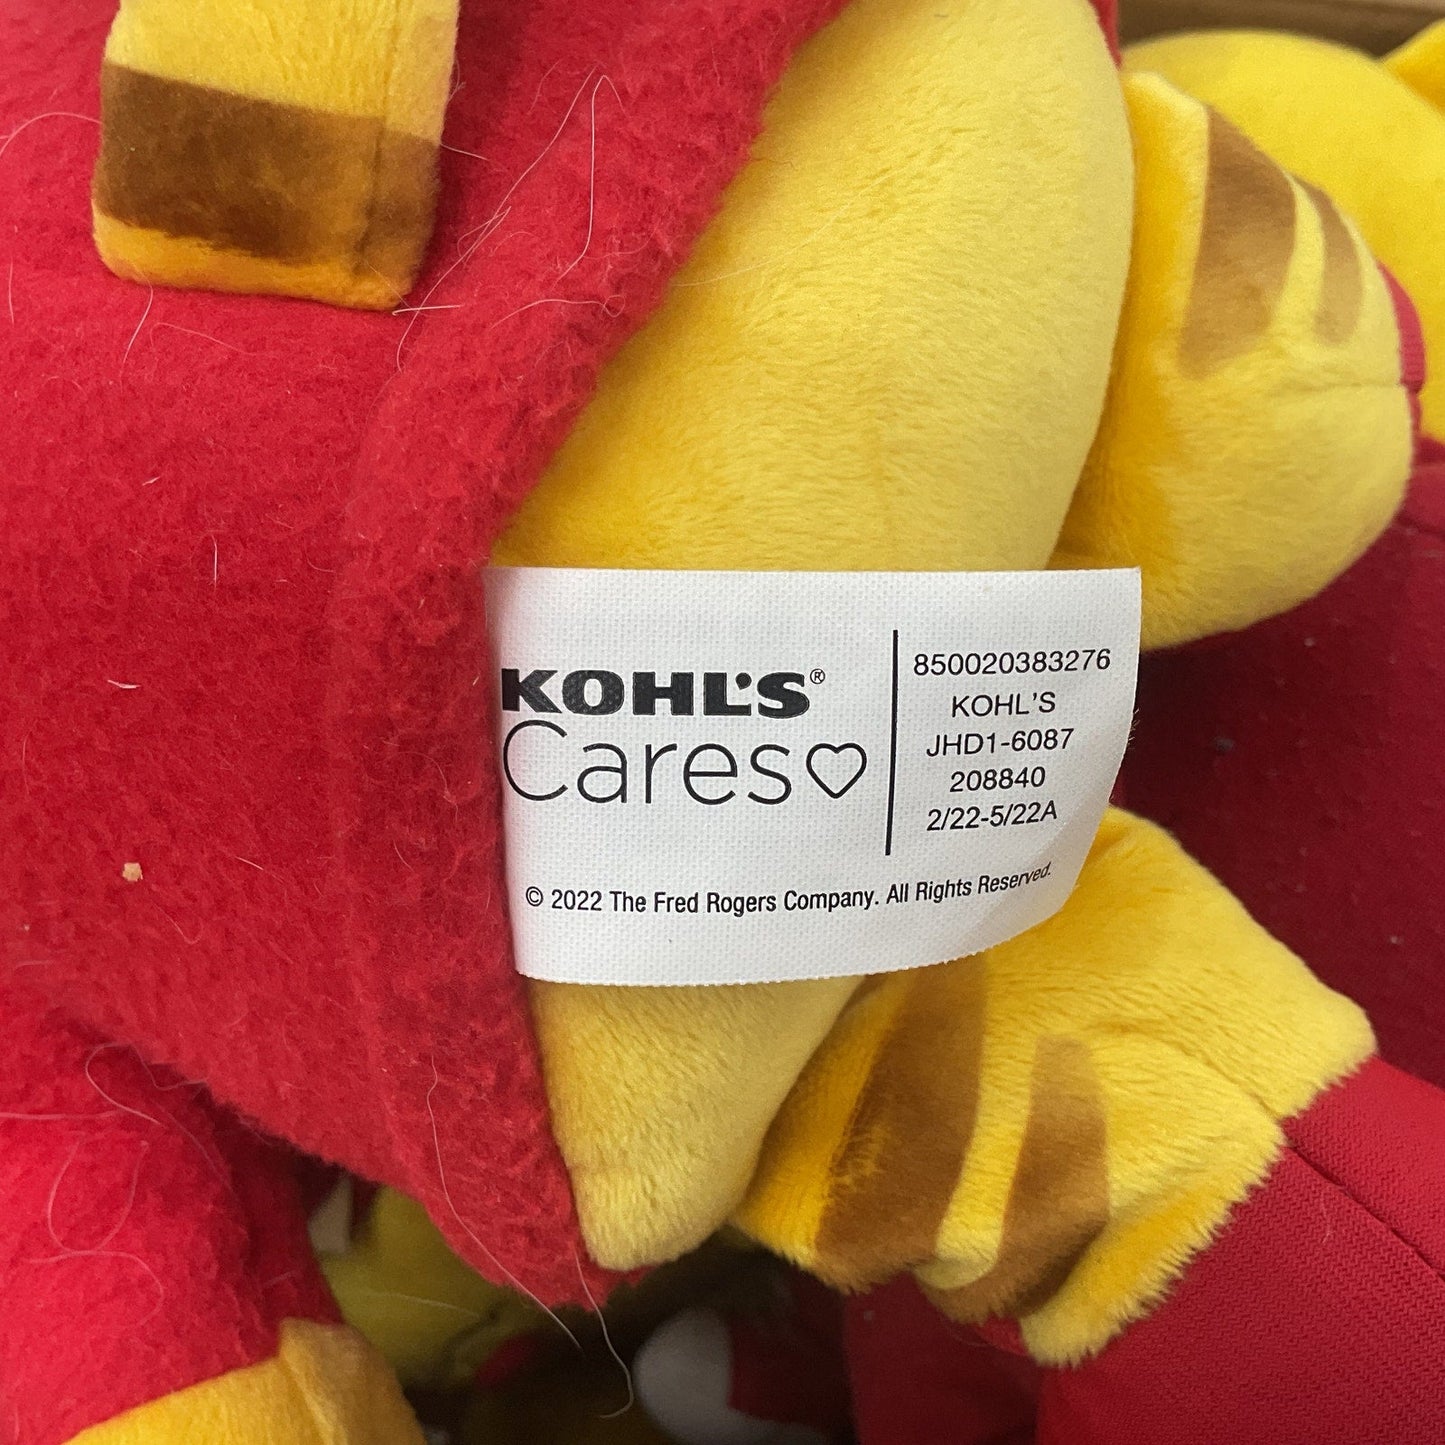 KOHL'S®
Cares♡
850020383276
KOHL'S
JHD1-6087
208840
2/22-5/22A
© 2022 The Fred Rogers Company. All Rights Reserved.